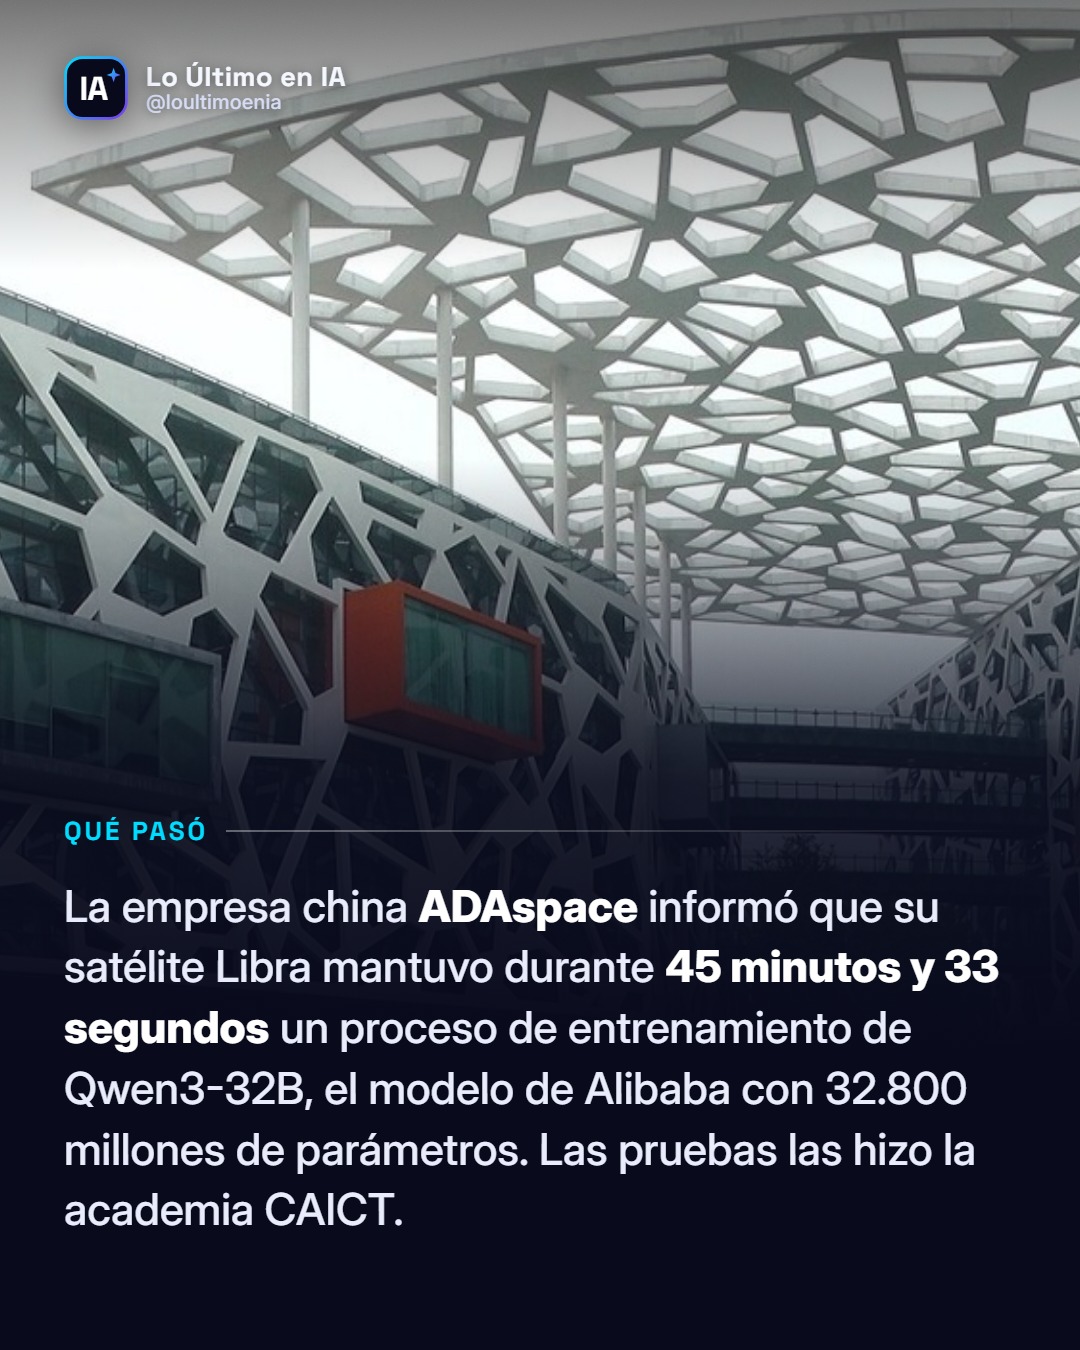 IA
Lo Último en IA
@loultimoenia
QUÉ PASÓ
La empresa china ADAspace informó que su
satélite Libra mantuvo durante 45 minutos y 33
segundos un proceso de entrenamiento de
Qwen3-32B, el modelo de Alibaba con 32.800
millones de parámetros. Las pruebas las hizo la
academia CAICT.